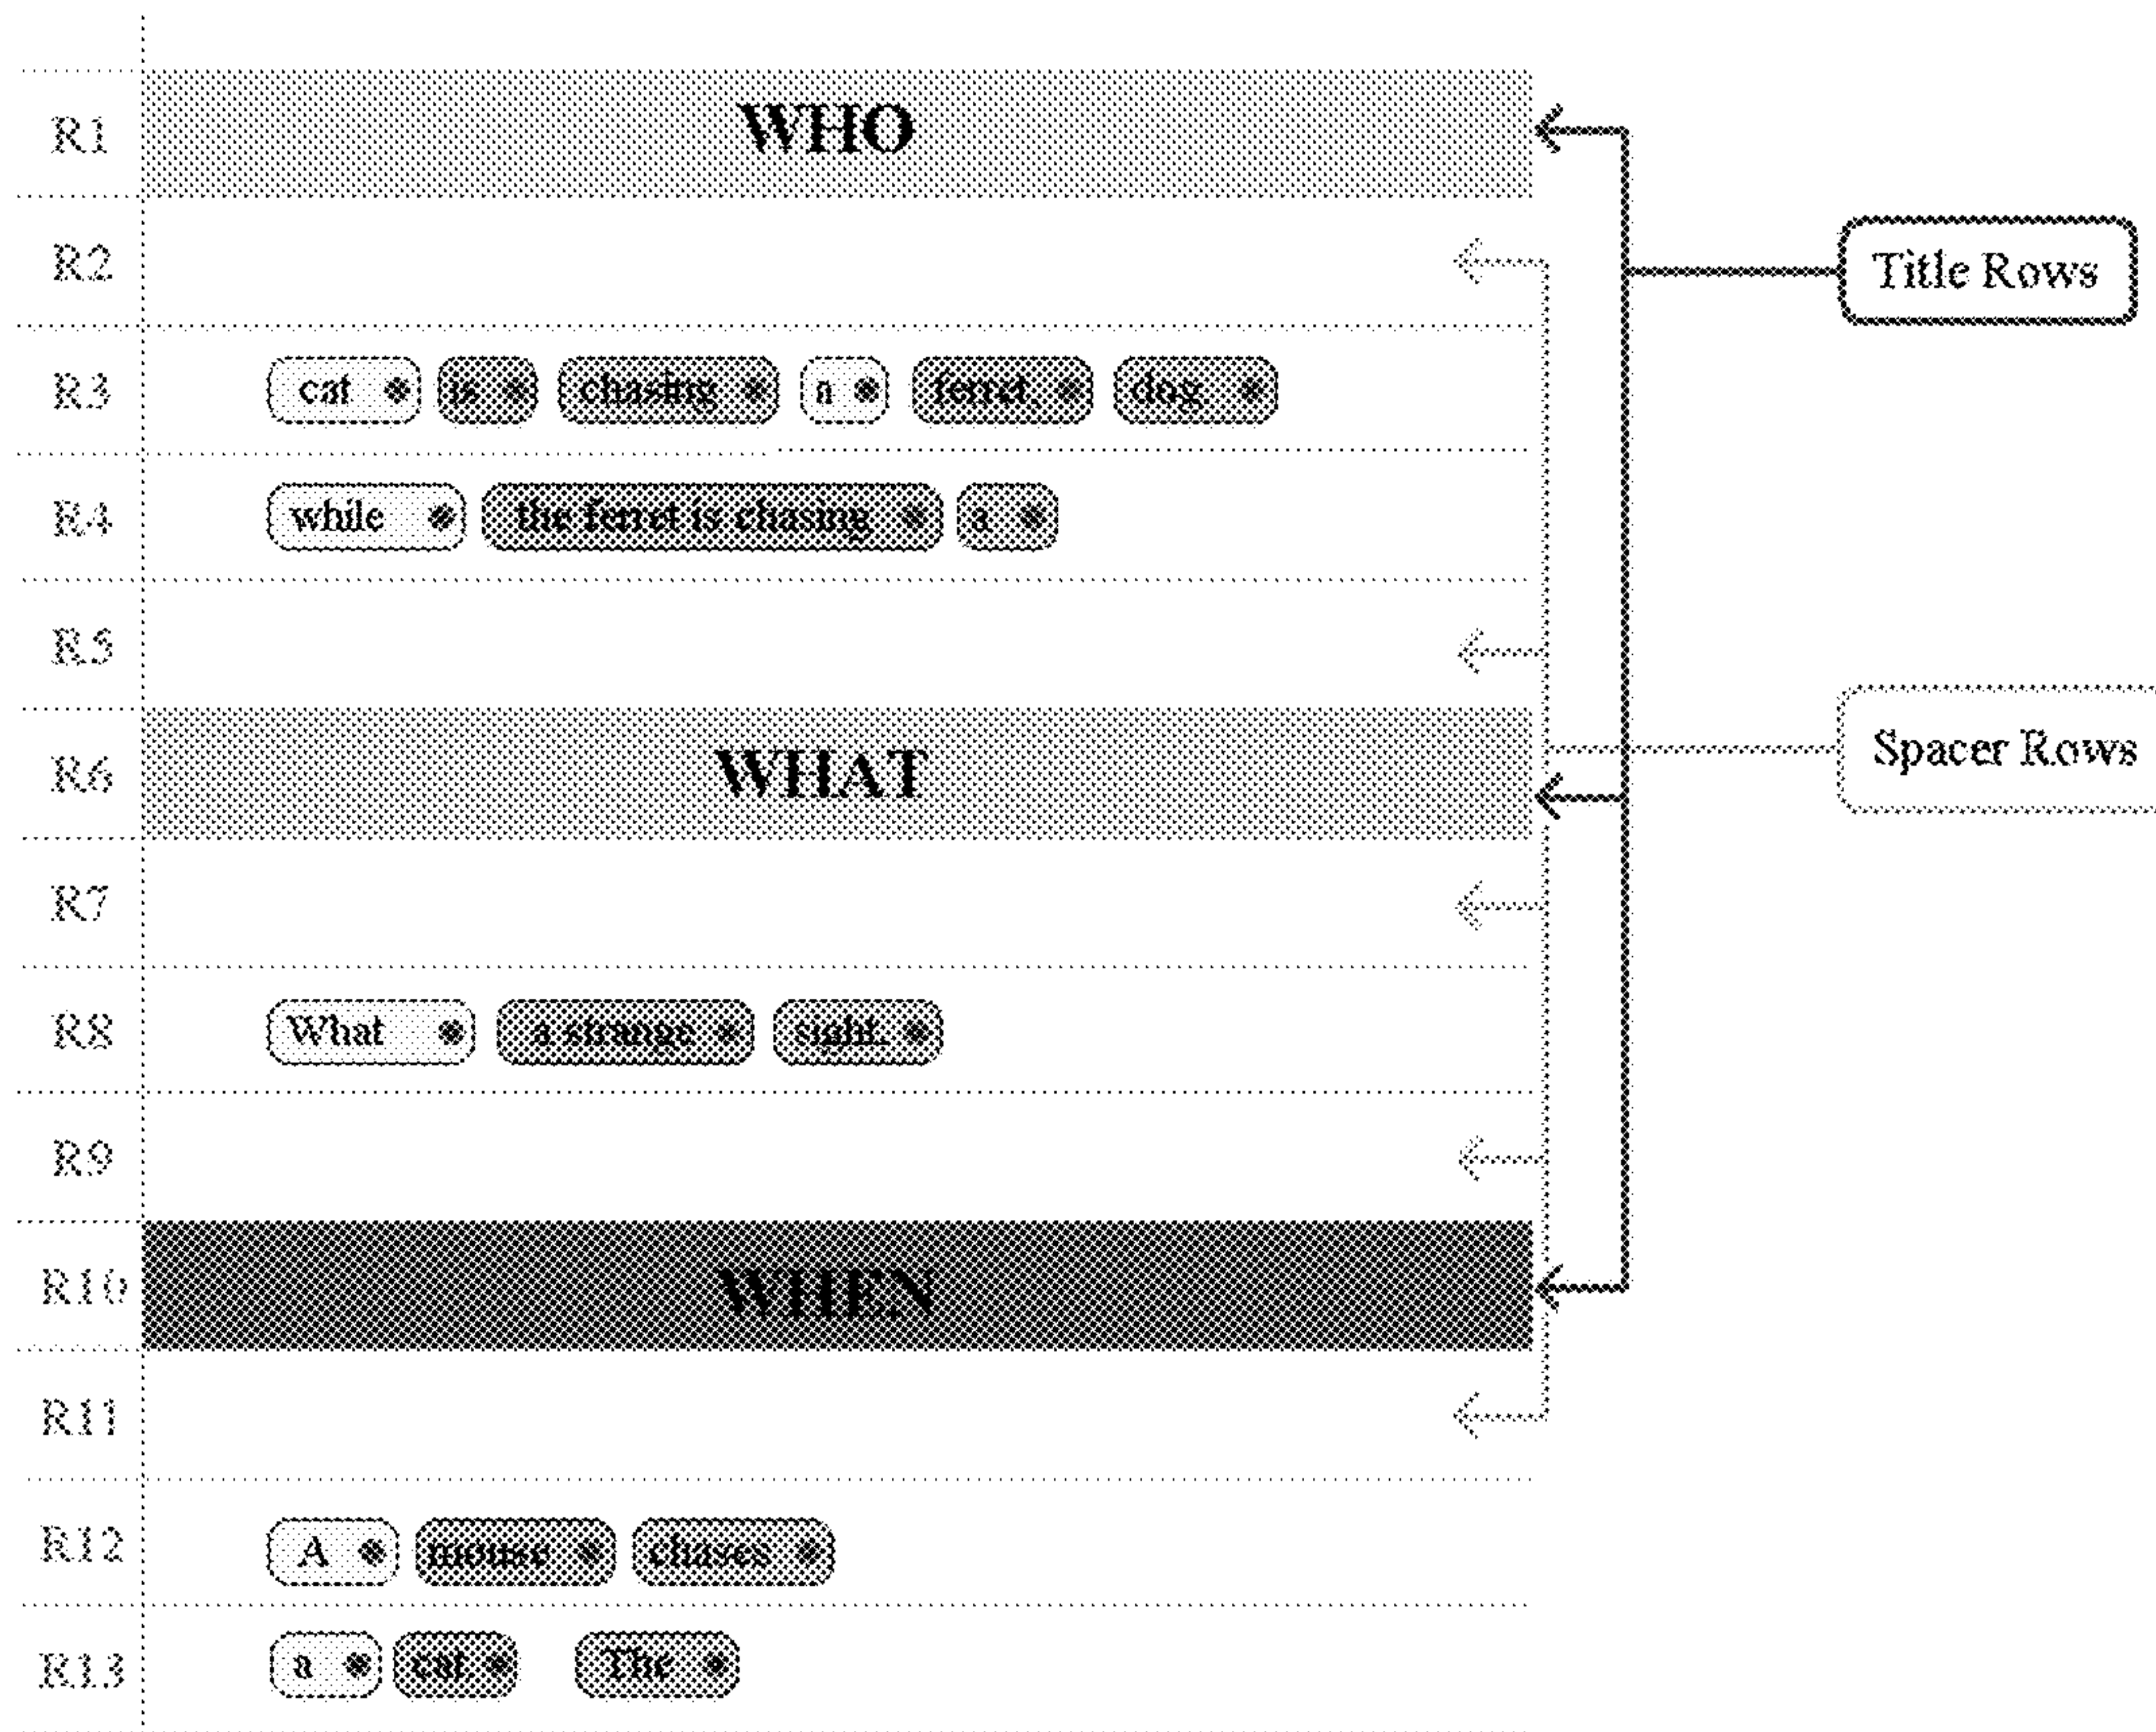 R1 WHO
R2
Title Rows
R3 cat is chasing a ferret, dog.
R4 while the ferret is chasing a
R5
Spacer Rows
R6 WHAT
R7
R8 What a strange sight.
R9
R10 WHEN
R11
R12 A mouse chases
R13 a cat. The